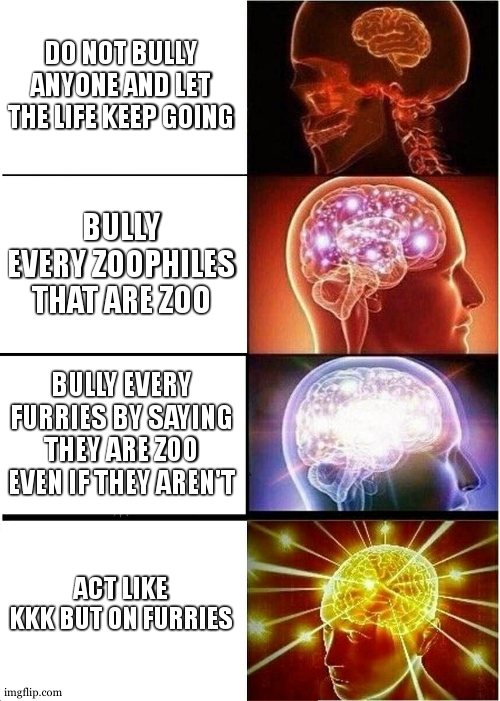 DO NOT BULLY
ANYONE AND LET
THE LIFE KEEP GOING
BULLY
EVERY ZOOPHILES
THAT ARE ZOO
BULLY EVERY
FURRIES BY SAYING
THEY ARE ZOO
EVEN IF THEY AREN'T
ACT LIKE
KKK BUT ON FURRIES
imgflip.com